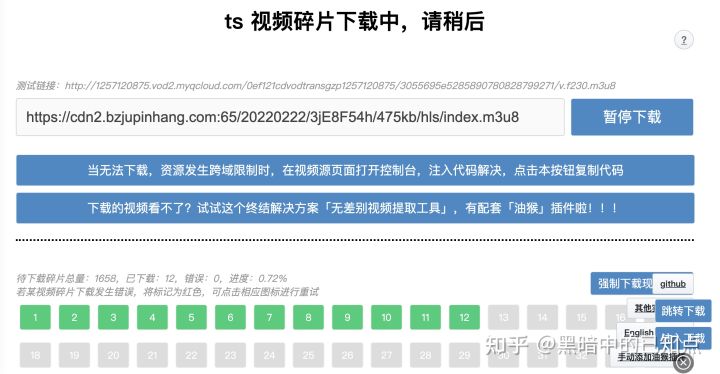 ts 视频碎片下载中，请稍后
?
测试链接：http://1257120875.vod2.myqcloud.com/0ef121cdvodtransgzp1257120875/3055695e5285890780828799271/v.f230.m3u8
https://cdn2.bzjupinhang.com:65/20220222/3jE8F54h/475kb/hls/index.m3u8
暂停下载
当无法下载，资源发生跨域限制时，在视频源页面打开控制台，注入代码解决，点击本按钮复制代码
下载的视频看不了？试试这个终结解决方案「无差别视频提取工具」，有配套「油猴」插件啦！！！
待下载碎片总量：1658，已下载：12，错误：0，进度：0.72%
若某视频碎片下载发生错误，将标记为红色，可点击相应图标进行重试
强制下载现 github
其他 跳转下载
English 注入下载
手动添加油猴插
1 2 3 4 5 6 7 8 9 10 11 12 13 14 15 16
18 19 20 21 22 23 24 25 26 27 28 29 30 31 32
知乎 @黑暗中的已知点